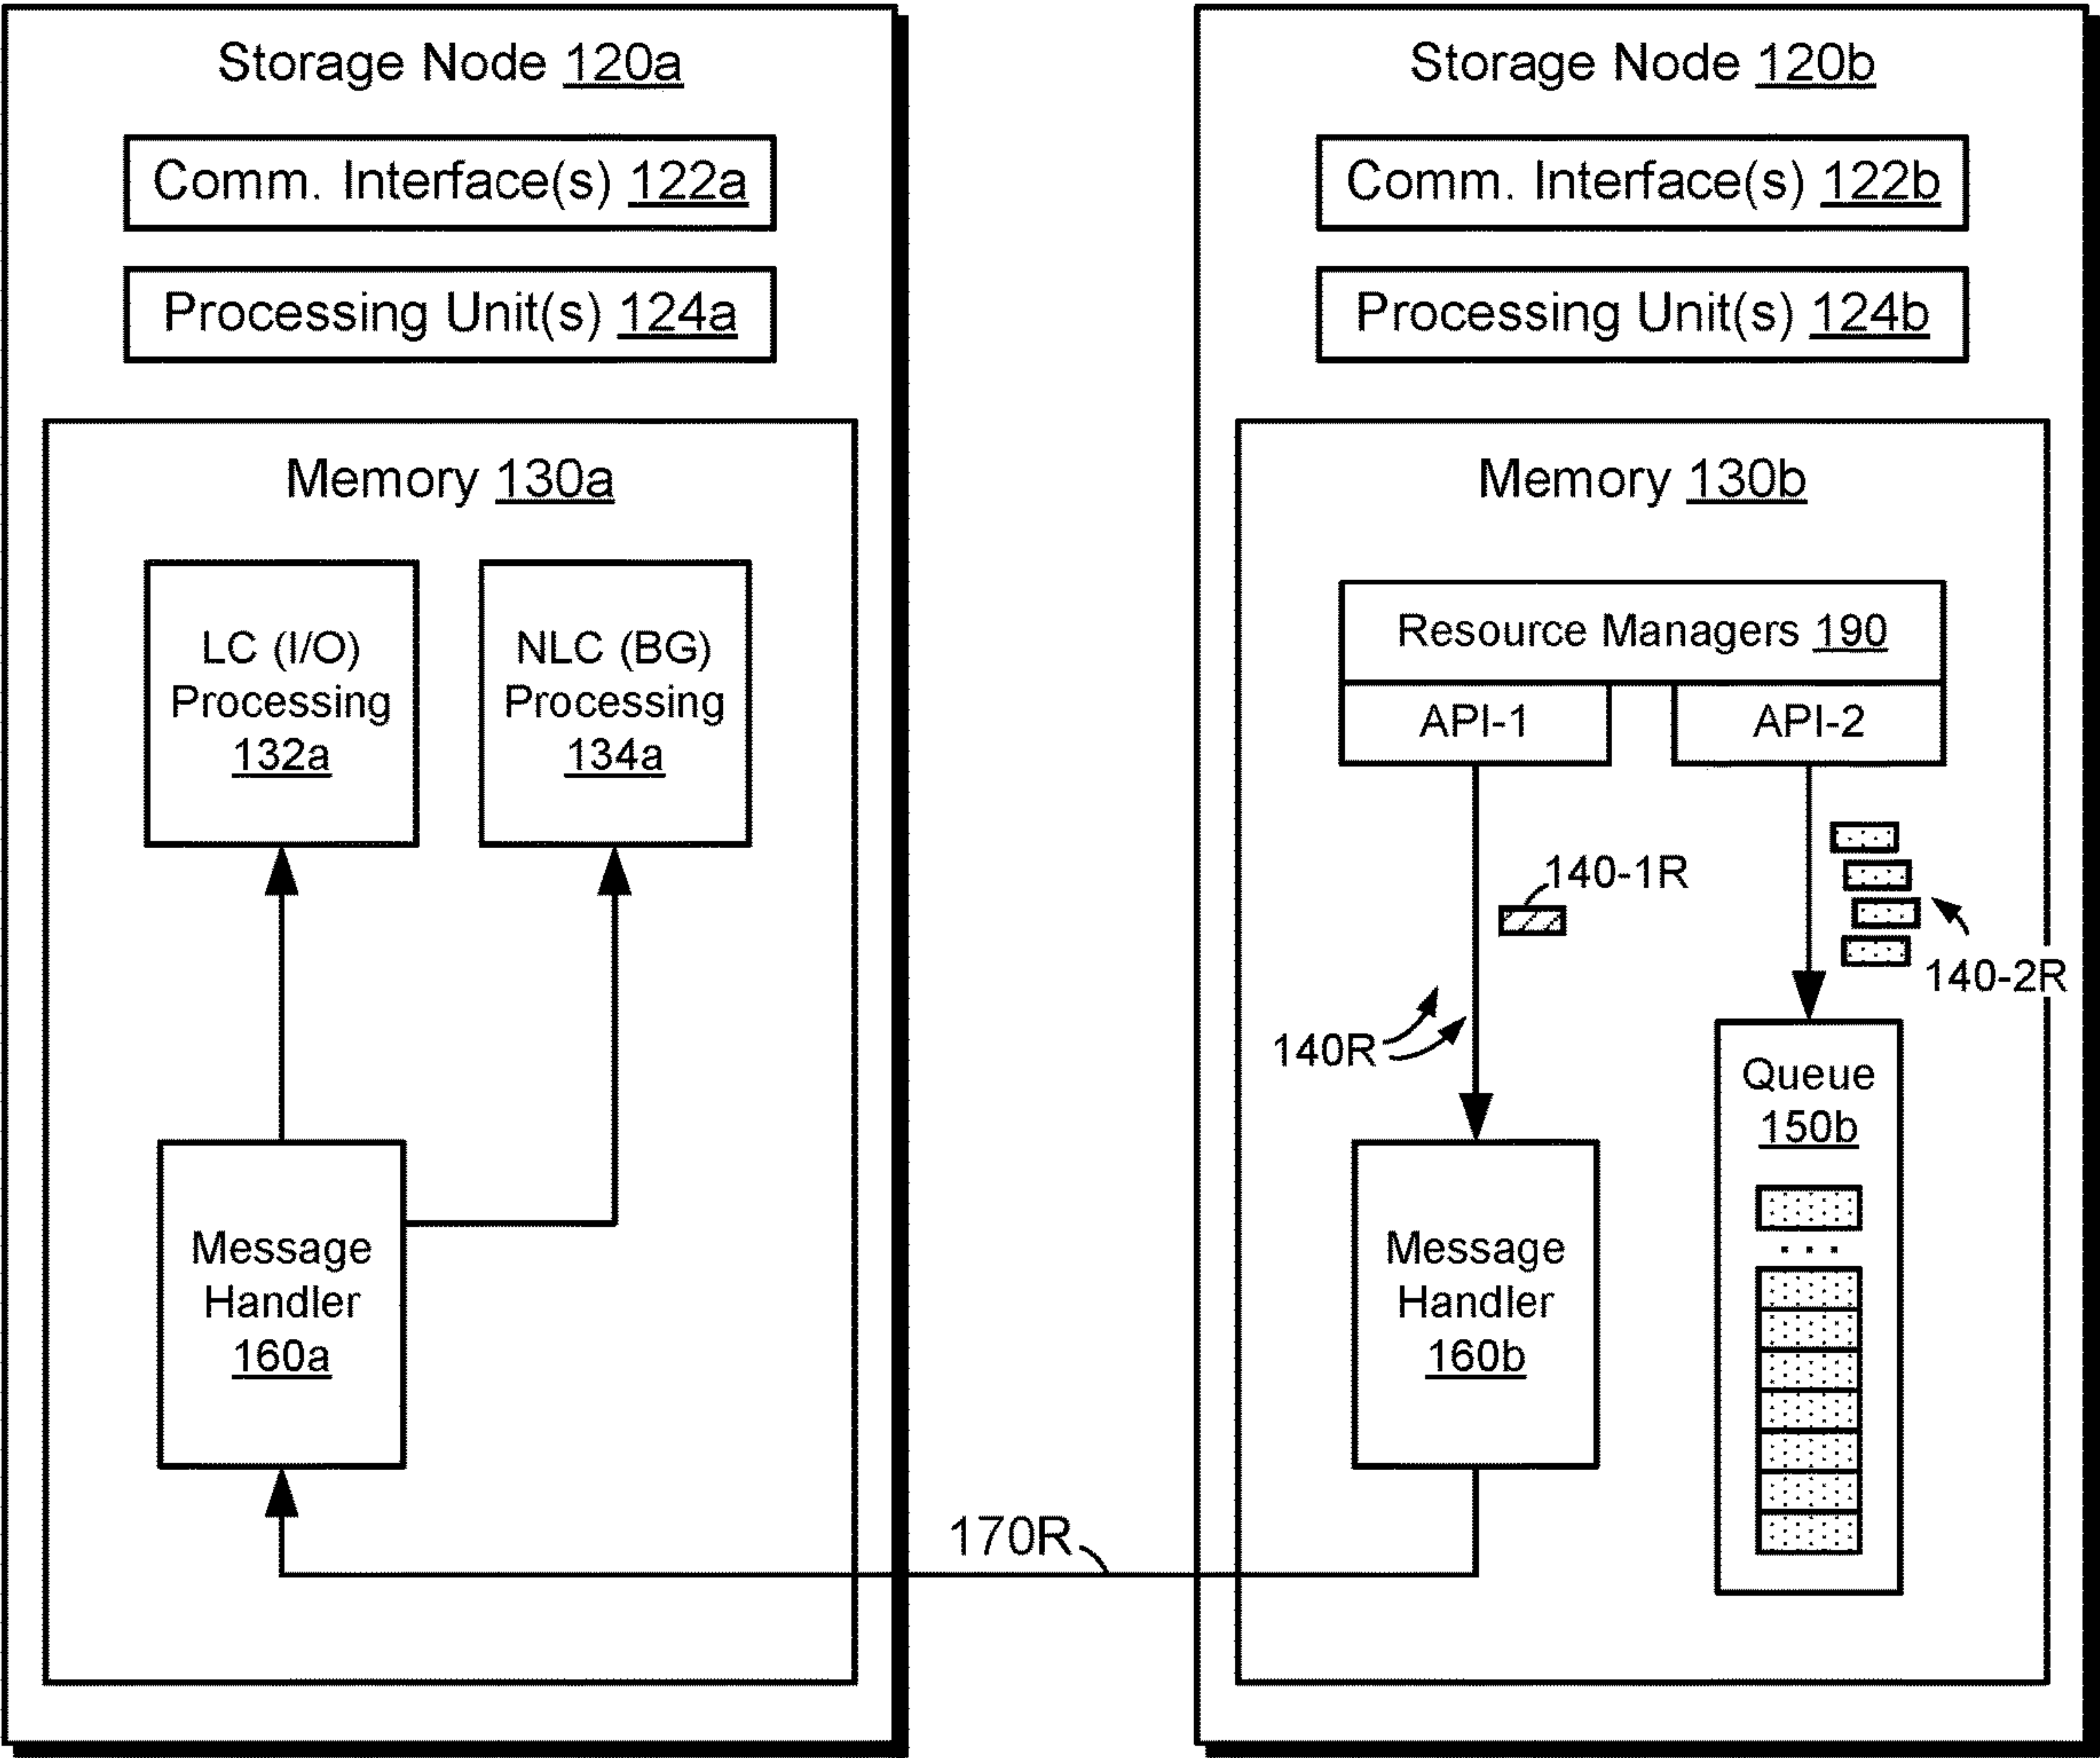 Storage Node 120a
Comm. Interface(s) 122a
Processing Unit(s) 124a
Memory 130a
LC (I/O)
Processing
132a
NLC (BG)
Processing
134a
Message
Handler
160a
170R
Storage Node 120b
Comm. Interface(s) 122b
Processing Unit(s) 124b
Memory 130b
Resource Managers 190
API-1
API-2
140-1R
140-2R
140R
Queue
150b
...
Message
Handler
160b